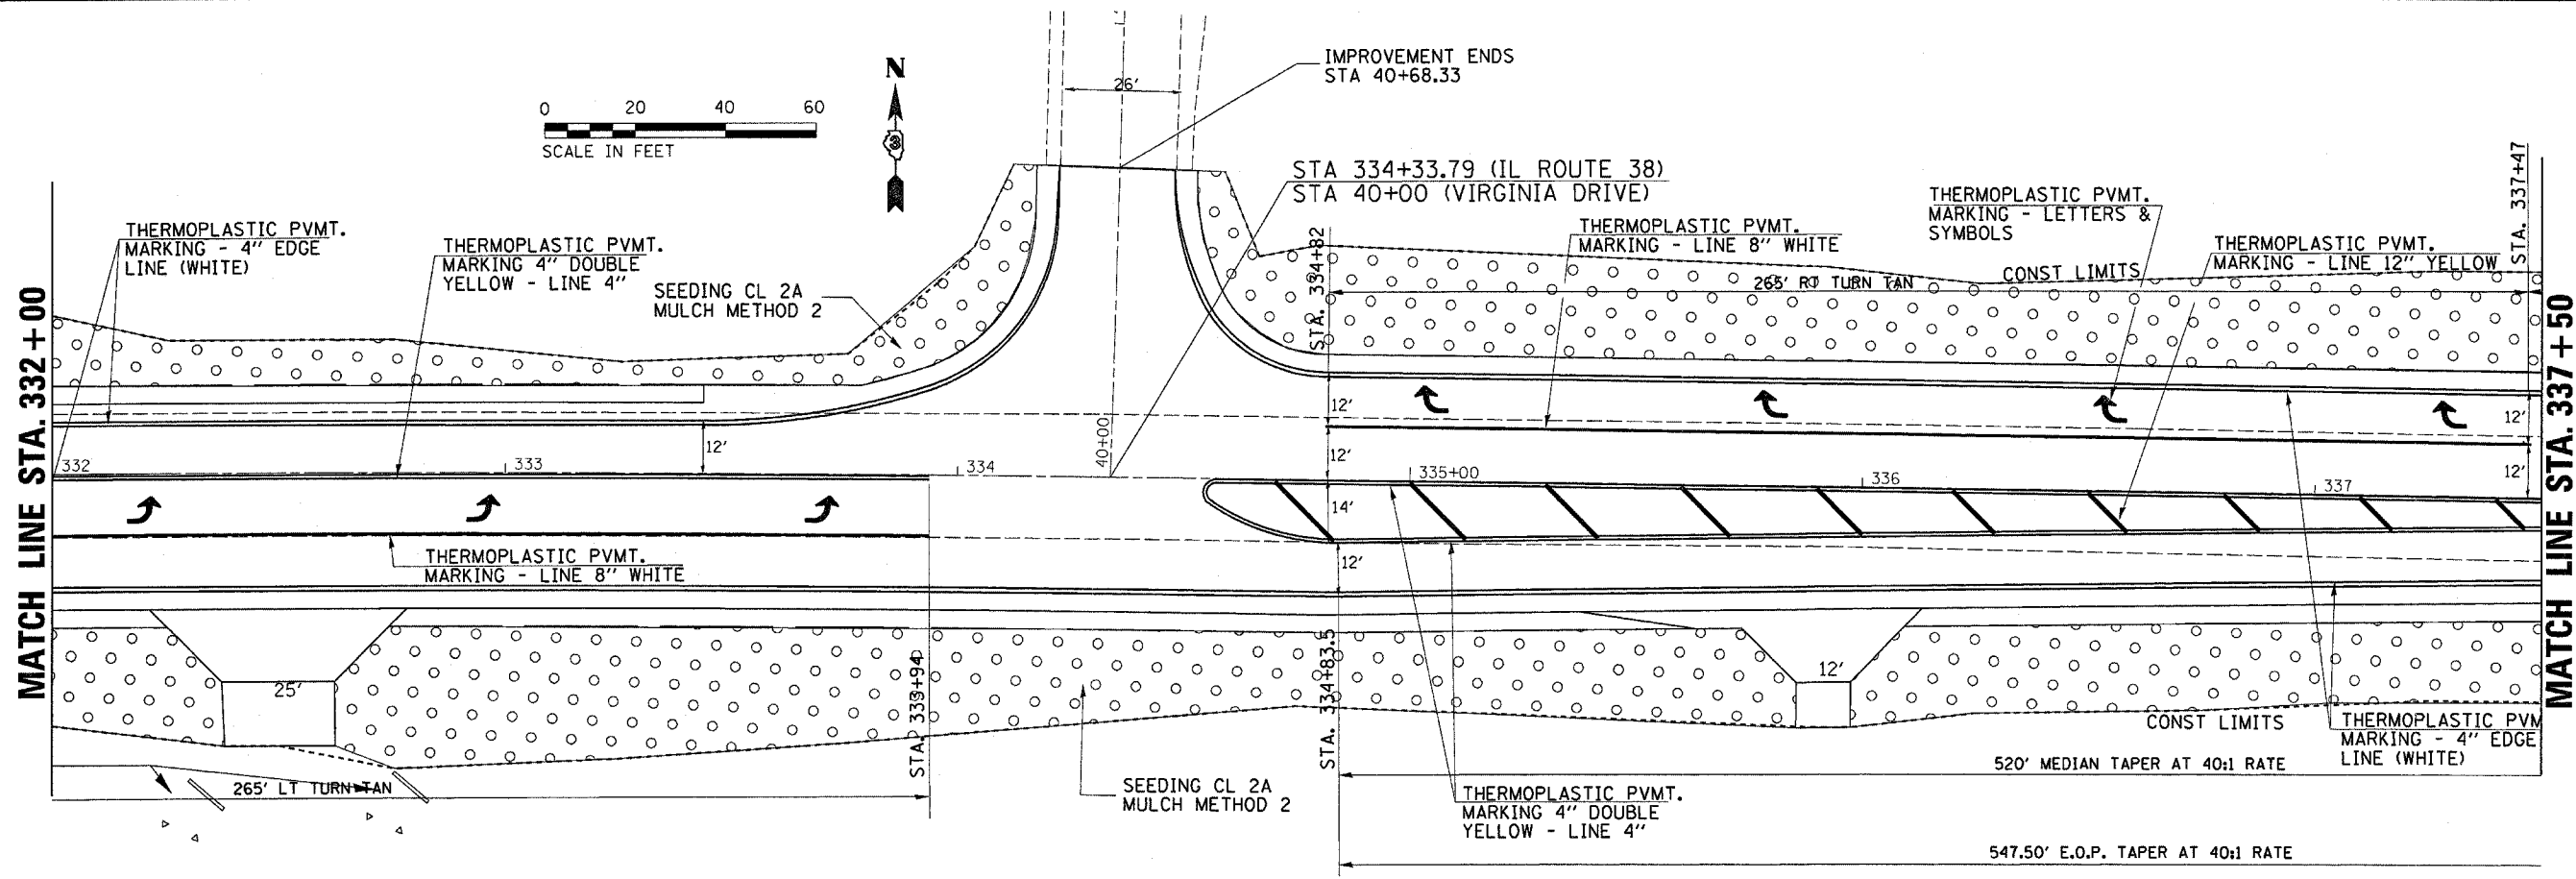 IMPROVEMENT ENDS
STA 40+68.33
N
3
26'
0 20 40 60
SCALE IN FEET
STA 334+33.79 (IL ROUTE 38)
STA 40+00 (VIRGINIA DRIVE)
THERMOPLASTIC PVMT.
MARKING - 4" EDGE
LINE (WHITE)
THERMOPLASTIC PVMT.
MARKING 4" DOUBLE
YELLOW - LINE 4"
SEEDING CL 2A
MULCH METHOD 2
STA. 334+82
THERMOPLASTIC PVMT.
MARKING - LINE 8" WHITE
THERMOPLASTIC PVMT.
MARKING - LETTERS &
SYMBOLS
THERMOPLASTIC PVMT.
MARKING - LINE 12" YELLOW
STA. 337+47
265' RT TURN TAN
CONST LIMITS
MATCH LINE STA. 332+00
MATCH LINE STA. 337+50
12'
12'
12'
12'
12'
332
333
334
40+00
335+00
336
337
14'
12'
THERMOPLASTIC PVMT.
MARKING - LINE 8" WHITE
25'
12'
STA. 333+94
STA. 334+83.5
CONST LIMITS
THERMOPLASTIC PVM
MARKING - 4" EDGE
LINE (WHITE)
520' MEDIAN TAPER AT 40:1 RATE
265' LT TURN TAN
SEEDING CL 2A
MULCH METHOD 2
THERMOPLASTIC PVMT.
MARKING 4" DOUBLE
YELLOW - LINE 4"
547.50' E.O.P. TAPER AT 40:1 RATE